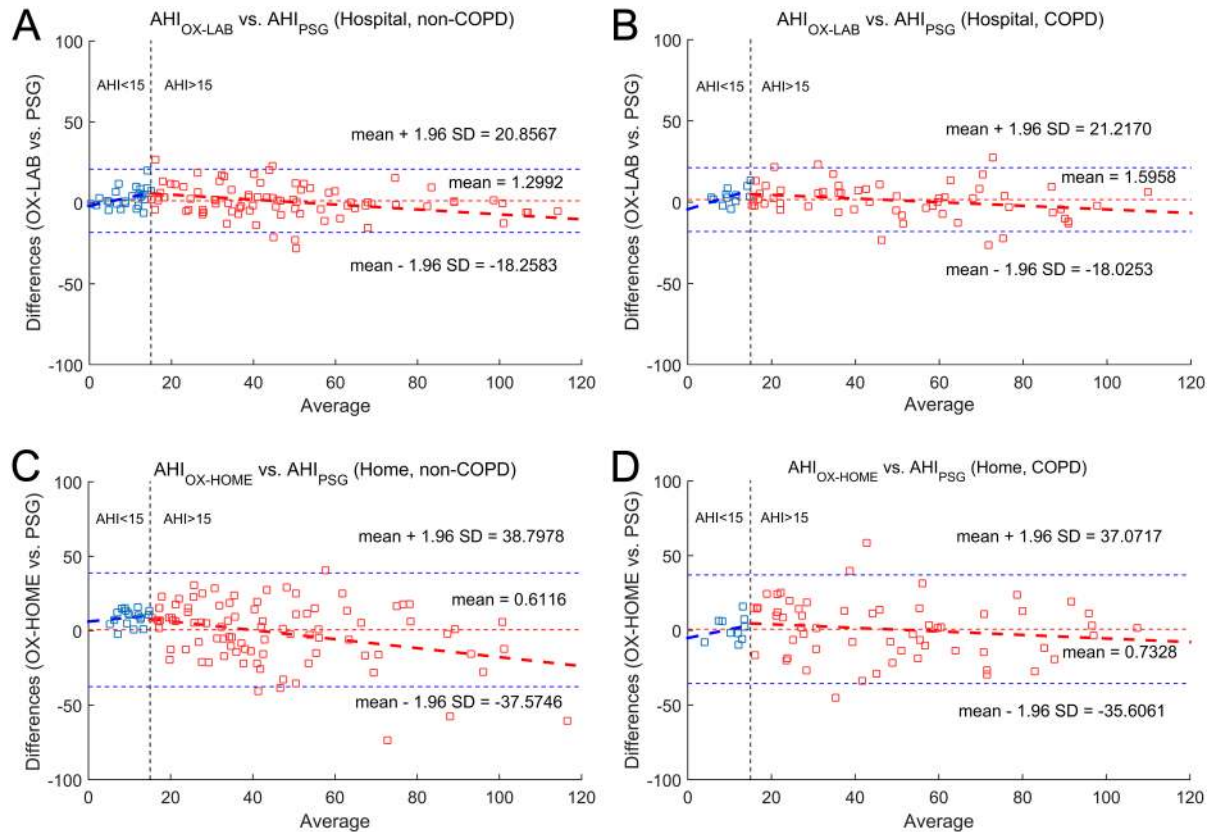 A
AHI_OX-LAB vs. AHI_PSG (Hospital, non-COPD)
Differences (OX-LAB vs. PSG)
100
50
0
-50
-100
AHI<15
AHI>15
mean + 1.96 SD = 20.8567
mean = 1.2992
mean - 1.96 SD = -18.2583
0 20 40 60 80 100 120
Average
B
AHI_OX-LAB vs. AHI_PSG (Hospital, COPD)
Differences (OX-LAB vs. PSG)
100
50
0
-50
-100
AHI<15
AHI>15
mean + 1.96 SD = 21.2170
mean = 1.5958
mean - 1.96 SD = -18.0253
0 20 40 60 80 100 120
Average
C
AHI_OX-HOME vs. AHI_PSG (Home, non-COPD)
Differences (OX-HOME vs. PSG)
100
50
0
-50
-100
AHI<15
AHI>15
mean + 1.96 SD = 38.7978
mean = 0.6116
mean - 1.96 SD = -37.5746
0 20 40 60 80 100 120
Average
D
AHI_OX-HOME vs. AHI_PSG (Home, COPD)
Differences (OX-HOME vs. PSG)
100
50
0
-50
-100
AHI<15
AHI>15
mean + 1.96 SD = 37.0717
mean = 0.7328
mean - 1.96 SD = -35.6061
0 20 40 60 80 100 120
Average